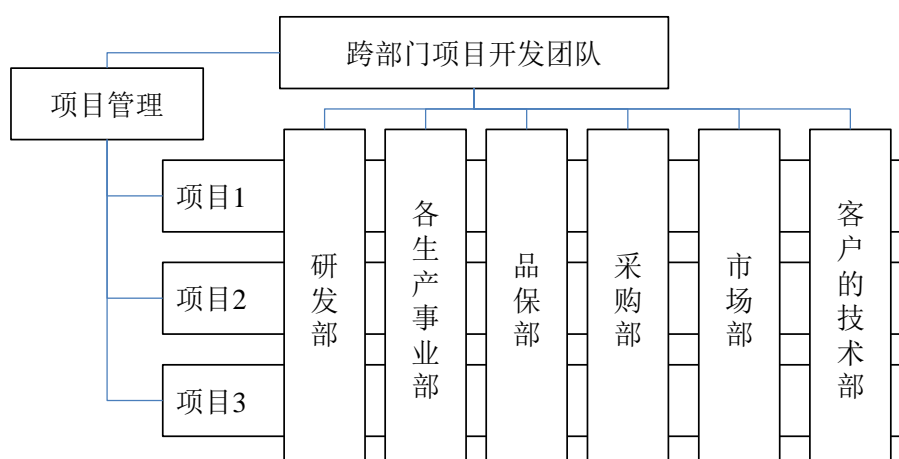 跨部门项目开发团队
项目管理
项目1
项目2
项目3
研发部
各生产事业部
品保部
采购部
市场部
客户的技术部